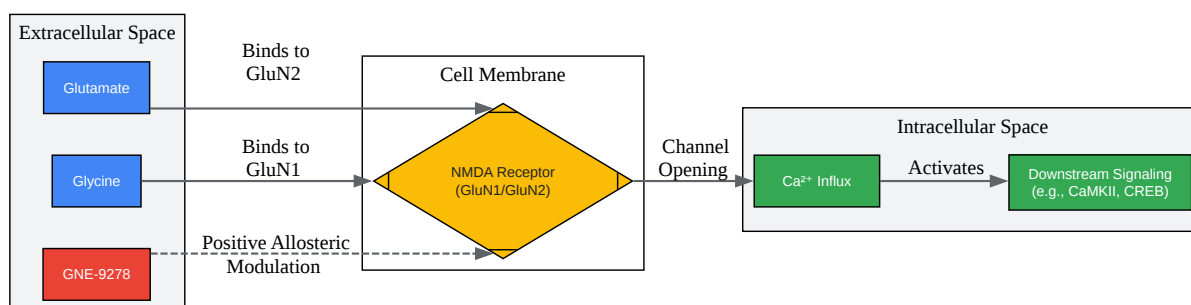 Extracellular Space
Glutamate
Glycine
GNE-9278
Binds to
GluN2
Binds to
GluN1
Positive Allosteric
Modulation
Cell Membrane
NMDA Receptor
(GluN1/GluN2)
Channel
Opening
Intracellular Space
Ca²⁺ Influx
Activates
Downstream Signaling
(e.g., CaMKII, CREB)